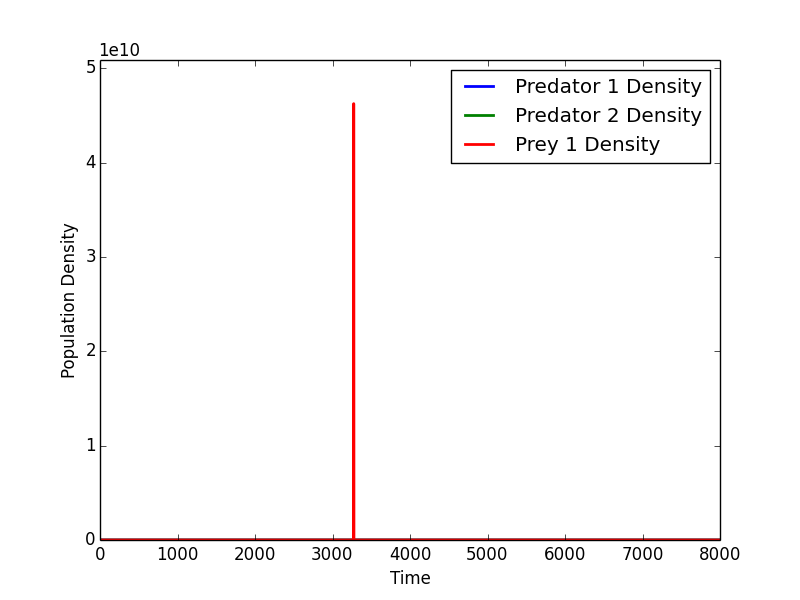 1e10
5
4
3
2
1
0
Population Density
Predator 1 Density
Predator 2 Density
Prey 1 Density
0 1000 2000 3000 4000 5000 6000 7000 8000
Time